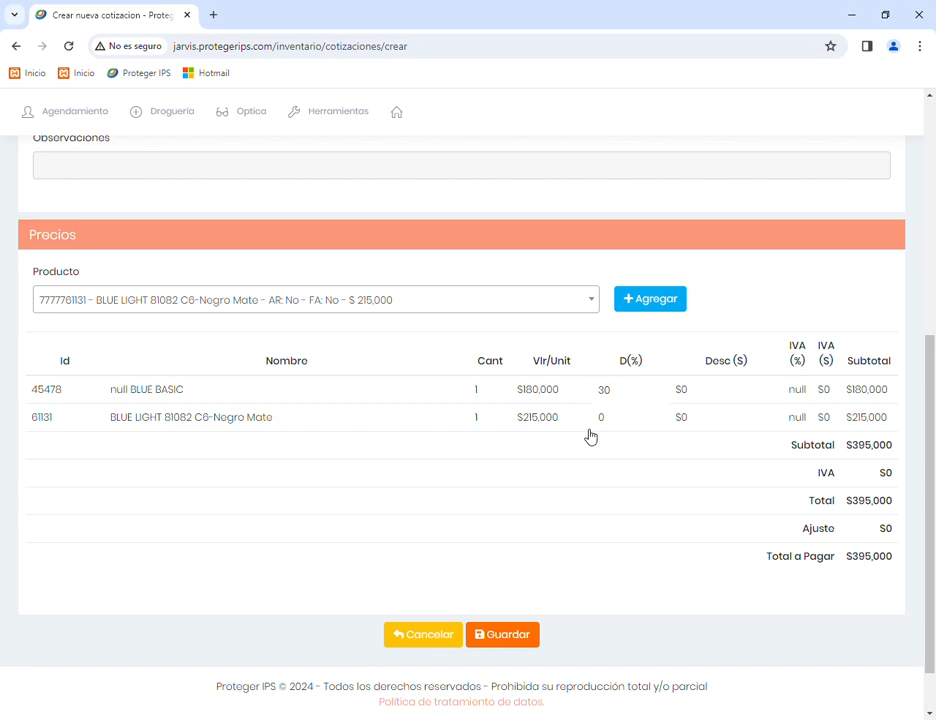 Crear nueva cotizacion - Proteg
No es seguro
jarvis.protegerips.com/inventario/cotizaciones/crear
Inicio Inicio Proteger IPS Hotmail
Agendamiento Droguería Optica Herramientas
Observaciones
Precios
Producto
7777761131 - BLUE LIGHT 81082 C6-Negro Mate - AR: No - FA: No - $ 215,000
+ Agregar
Id Nombre Cant Vlr/Unit D(%) Desc ($) IVA (%) IVA ($) Subtotal
45478 null BLUE BASIC 1 $180,000 30 $0 null $0 $180,000
61131 BLUE LIGHT 81082 C6-Negro Mate 1 $215,000 0 $0 null $0 $215,000
Subtotal $395,000
IVA $0
Total $395,000
Ajuste $0
Total a Pagar $395,000
Cancelar Guardar
Proteger IPS © 2024 - Todos los derechos reservados - Prohibida su reproducción total y/o parcial
Política de tratamiento de datos.